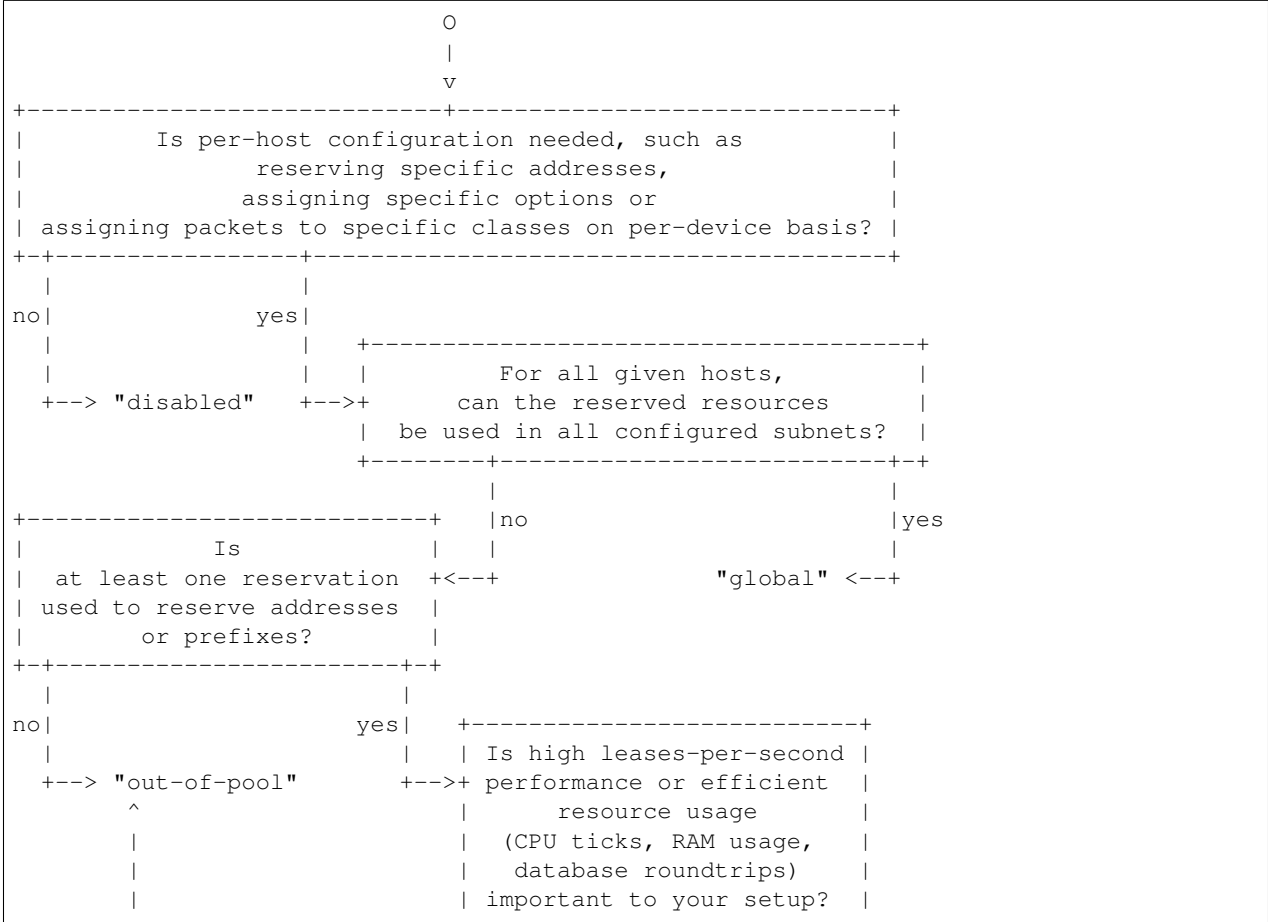 O
                              |
                              v
+-----------------------------+------------------------------+
|         Is per-host configuration needed, such as          |
|                reserving specific addresses,               |
|               assigning specific options or                |
| assigning packets to specific classes on per-device basis? |
+-+-----------------+----------------------------------------+
  |                 |
no|              yes|
  |                 |   +--------------------------------------+
  |                 |   |         For all given hosts,         |
  +--> "disabled"   +-->+      can the reserved resources      |
                        |  be used in all configured subnets?  |
                        +--------+---------------------------+-+
                                 |                           |
+----------------------------+   |no                         |yes
|             Is             |   |                           |
|  at least one reservation  +<--+               "global" <--+
| used to reserve addresses  |
|        or prefixes?        |
+-+------------------------+-+
  |                        |
no|                     yes|   +---------------------------+
  |                        |   | Is high leases-per-second |
  +--> "out-of-pool"       +-->+ performance or efficient  |
        ^                      |      resource usage       |
        |                      |  (CPU ticks, RAM usage,   |
        |                      |   database roundtrips)    |
        |                      | important to your setup?  |